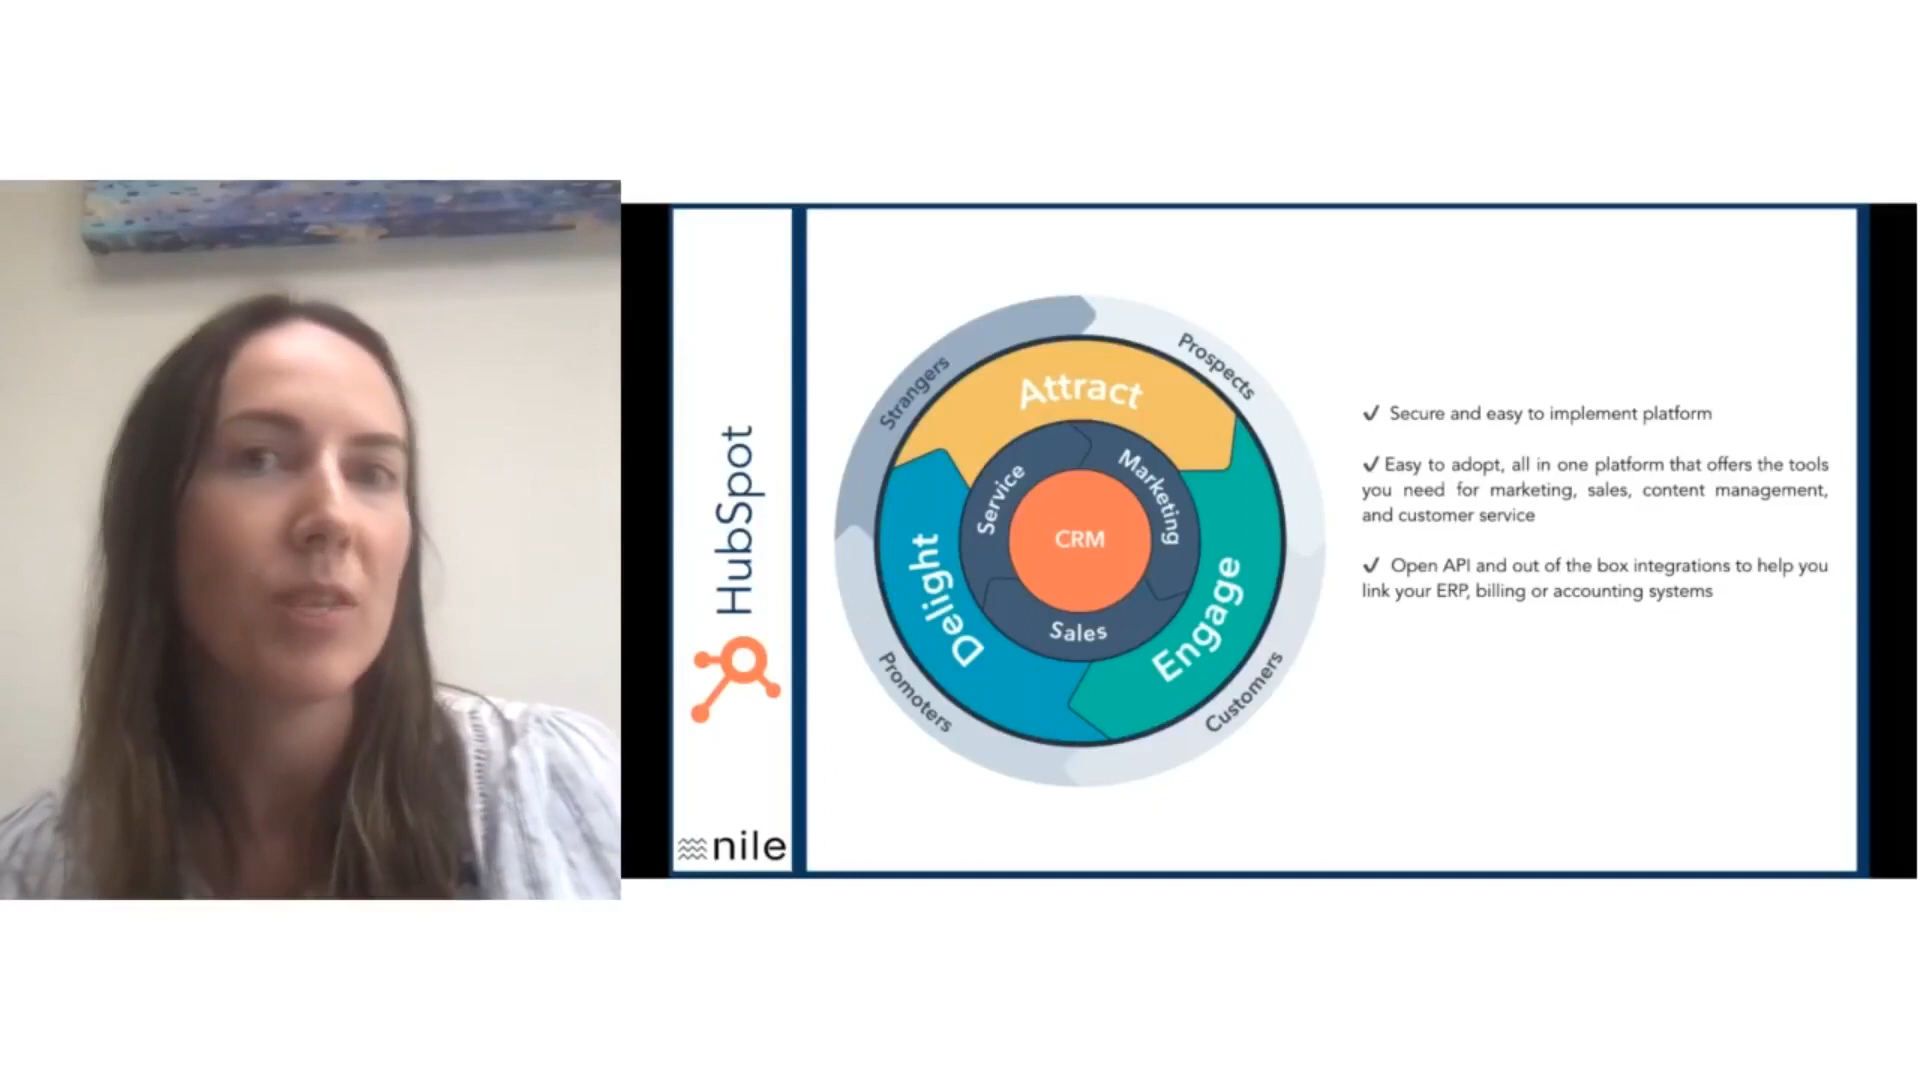 HubSpot
nile
Strangers
Prospects
Attract
Service
Marketing
CRM
Delight
Engage
Sales
Promoters
Customers
✓ Secure and easy to implement platform
✓ Easy to adopt, all in one platform that offers the tools
you need for marketing, sales, content management,
and customer service
✓ Open API and out of the box integrations to help you
link your ERP, billing or accounting systems